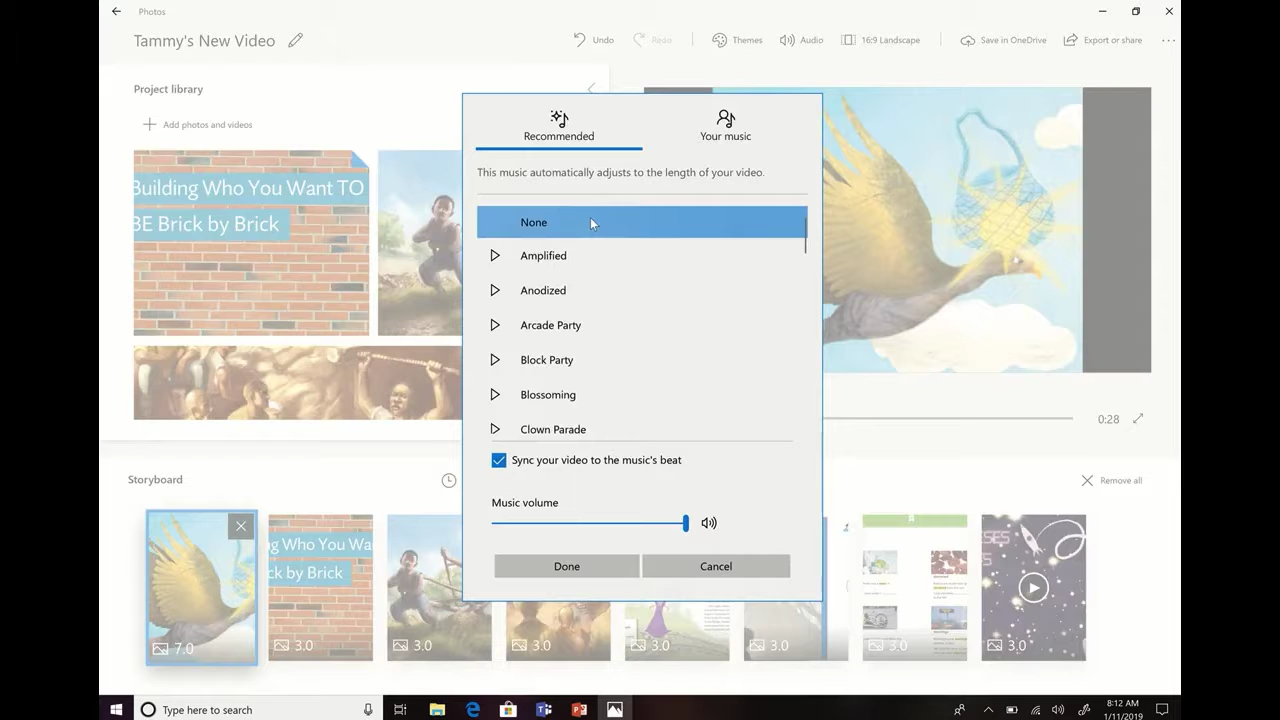 Photos
Tammy's New Video
Undo
Redo
Themes
Audio
16:9 Landscape
Save in OneDrive
Export or share
Project library
Add photos and videos
Building Who You Want TO
BE Brick by Brick
Recommended
Your music
This music automatically adjusts to the length of your video.
None
Amplified
Anodized
Arcade Party
Block Party
Blossoming
Clown Parade
Sync your video to the music's beat
Music volume
Done
Cancel
0:28
Storyboard
Remove all
ng Who You Wan
ck by Brick
7.0
3.0
3.0
3.0
3.0
3.0
3.0
3.0
Type here to search
8:12 AM
1/11/2019